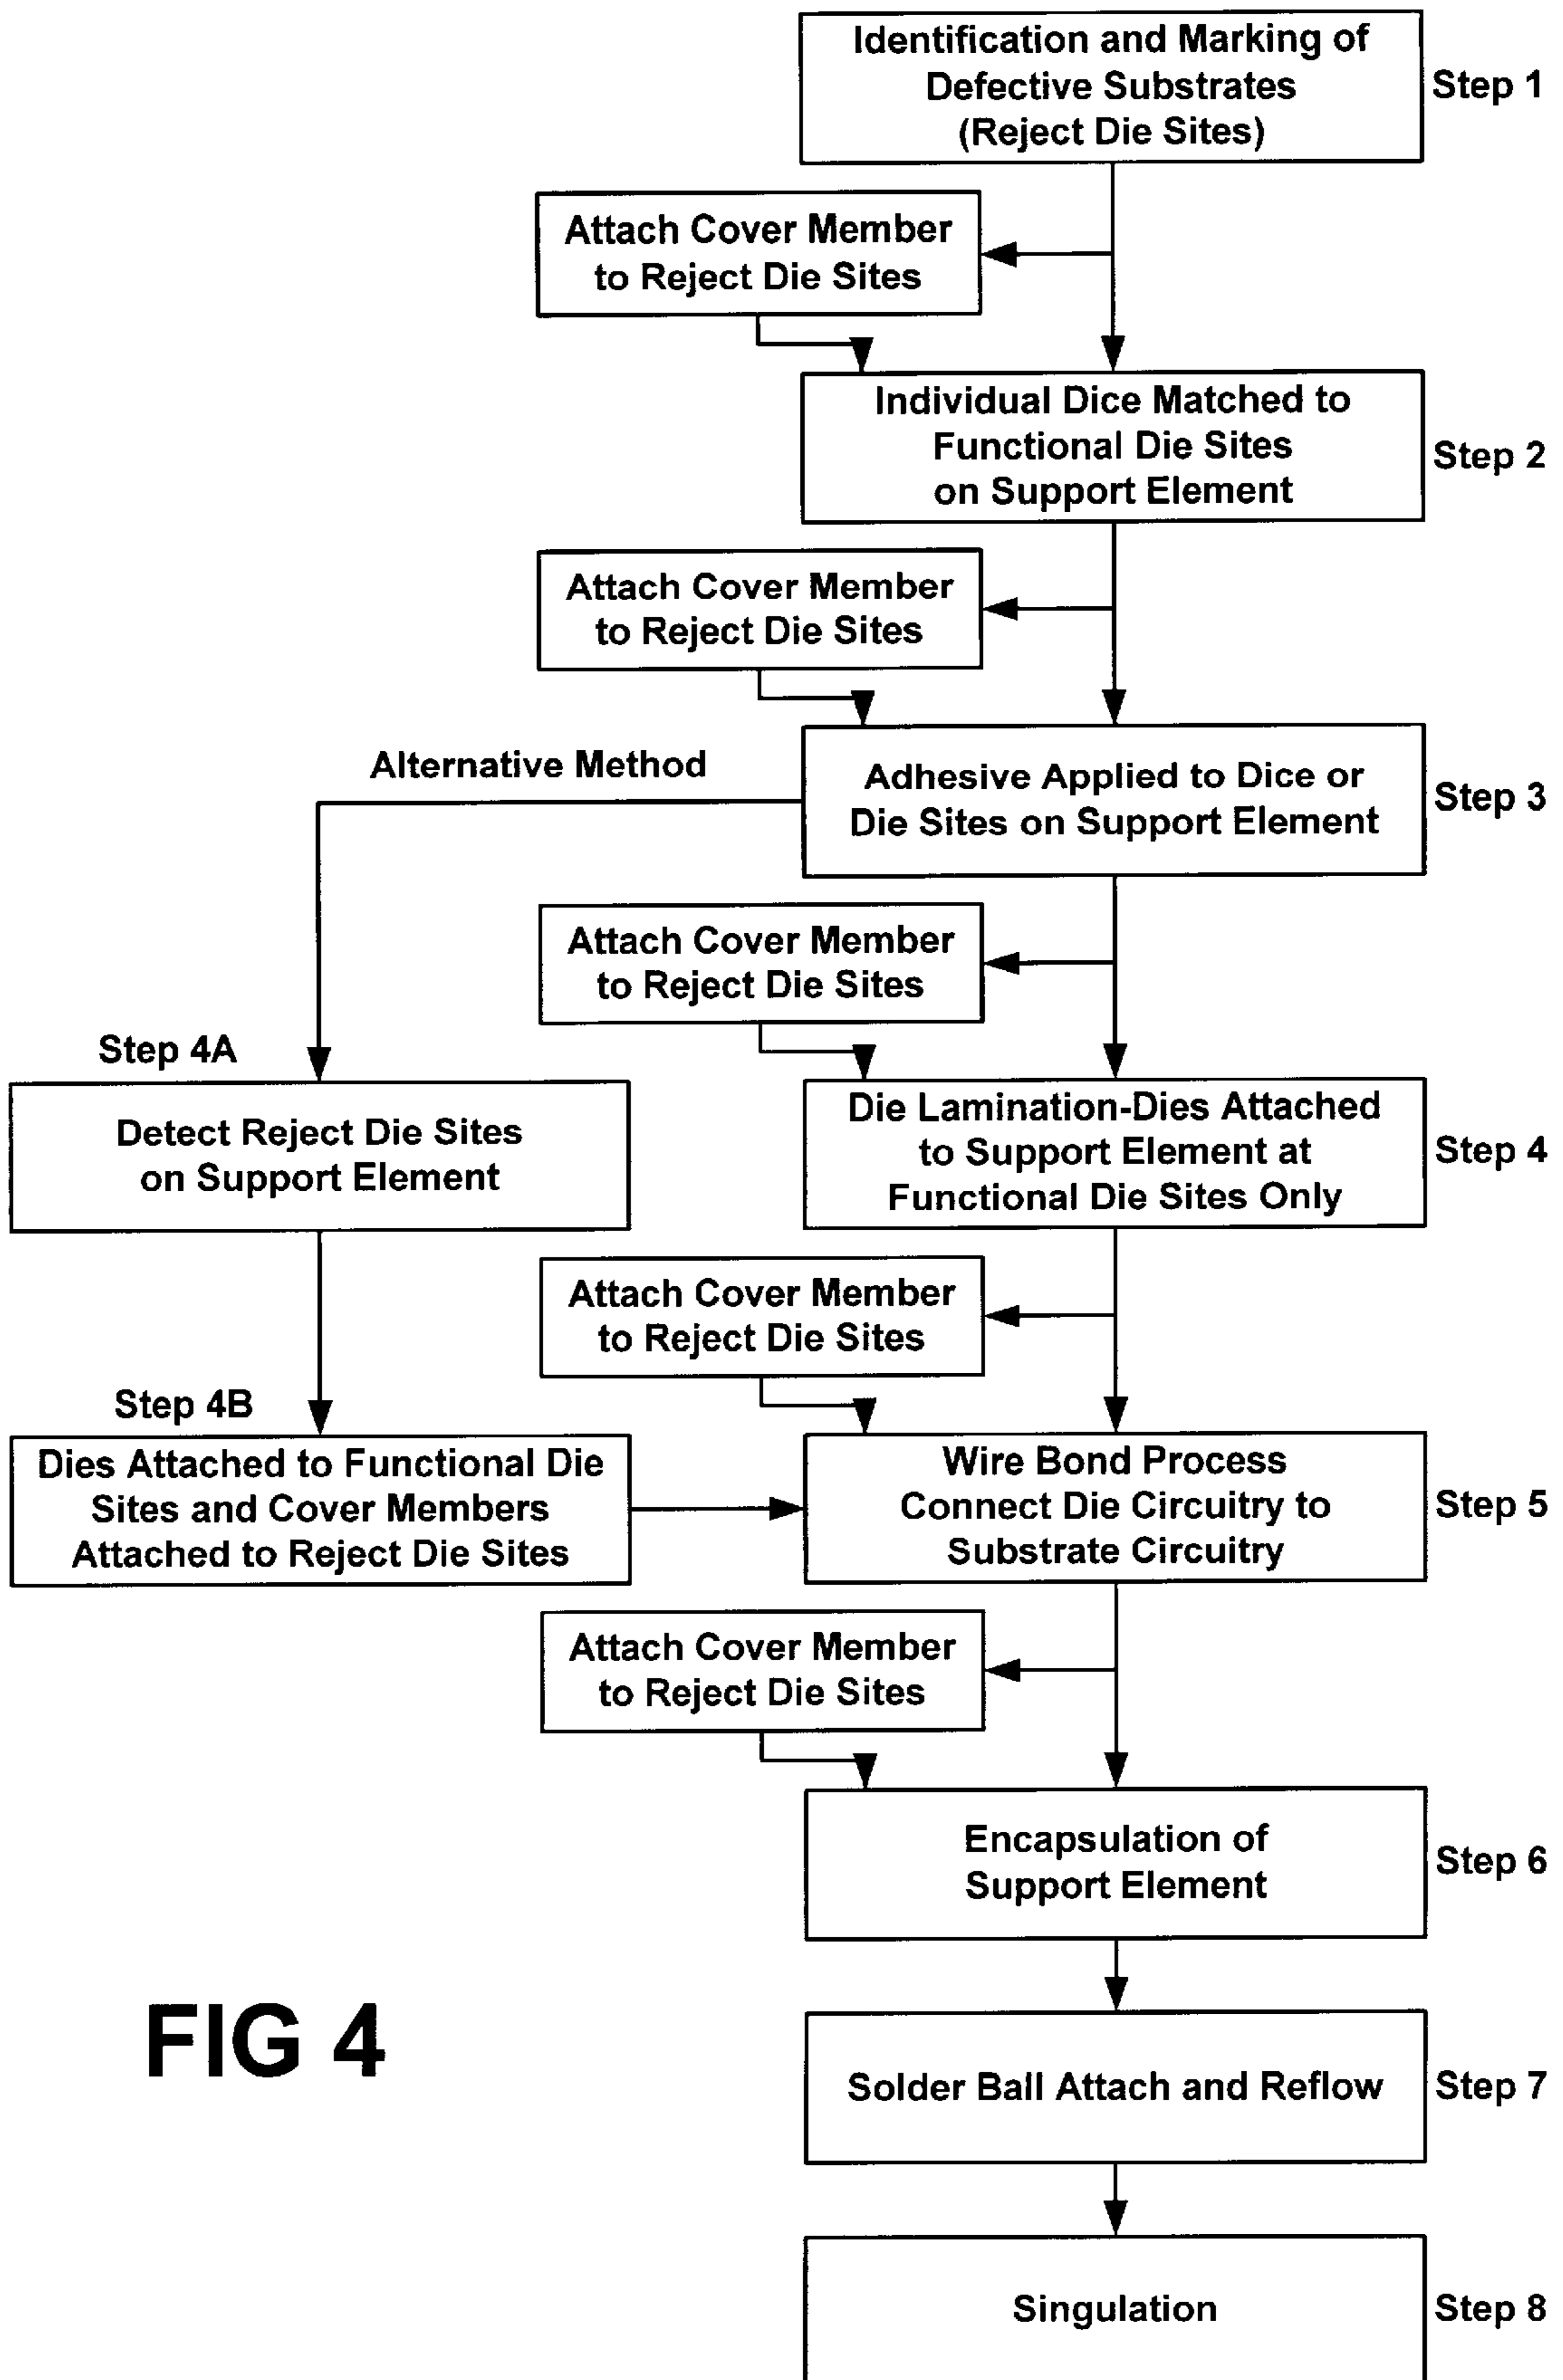 Identification and Marking of
Defective Substrates
(Reject Die Sites)
Step 1
Attach Cover Member
to Reject Die Sites
Individual Dice Matched to
Functional Die Sites
on Support Element
Step 2
Attach Cover Member
to Reject Die Sites
Alternative Method
Adhesive Applied to Dice or
Die Sites on Support Element
Step 3
Attach Cover Member
to Reject Die Sites
Step 4A
Detect Reject Die Sites
on Support Element
Die Lamination-Dies Attached
to Support Element at
Functional Die Sites Only
Step 4
Attach Cover Member
to Reject Die Sites
Step 4B
Dies Attached to Functional Die
Sites and Cover Members
Attached to Reject Die Sites
Wire Bond Process
Connect Die Circuitry to
Substrate Circuitry
Step 5
Attach Cover Member
to Reject Die Sites
Encapsulation of
Support Element
Step 6
FIG 4
Solder Ball Attach and Reflow
Step 7
Singulation
Step 8